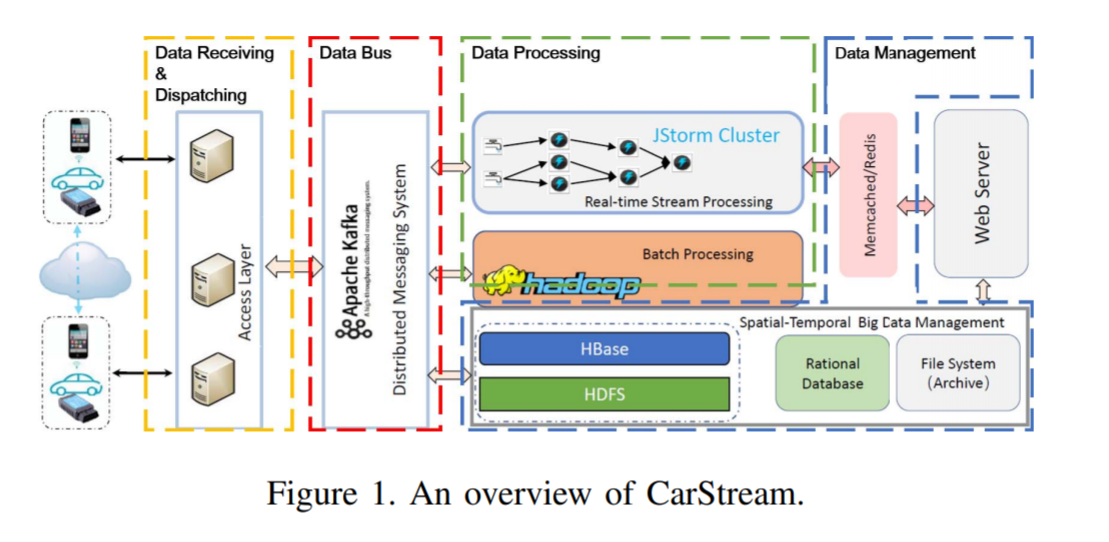 Data Receiving
&
Dispatching
Data Bus
Data Processing
Data Management
Access Layer
Apache Kafka
A high-throughput distributed messaging system.
Distributed Messaging System
JStorm Cluster
Real-time Stream Processing
Batch Processing
hadoop
Memcached/Redis
Web Server
Spatial-Temporal Big Data Management
HBase
HDFS
Rational
Database
File System
(Archive)
Figure 1. An overview of CarStream.